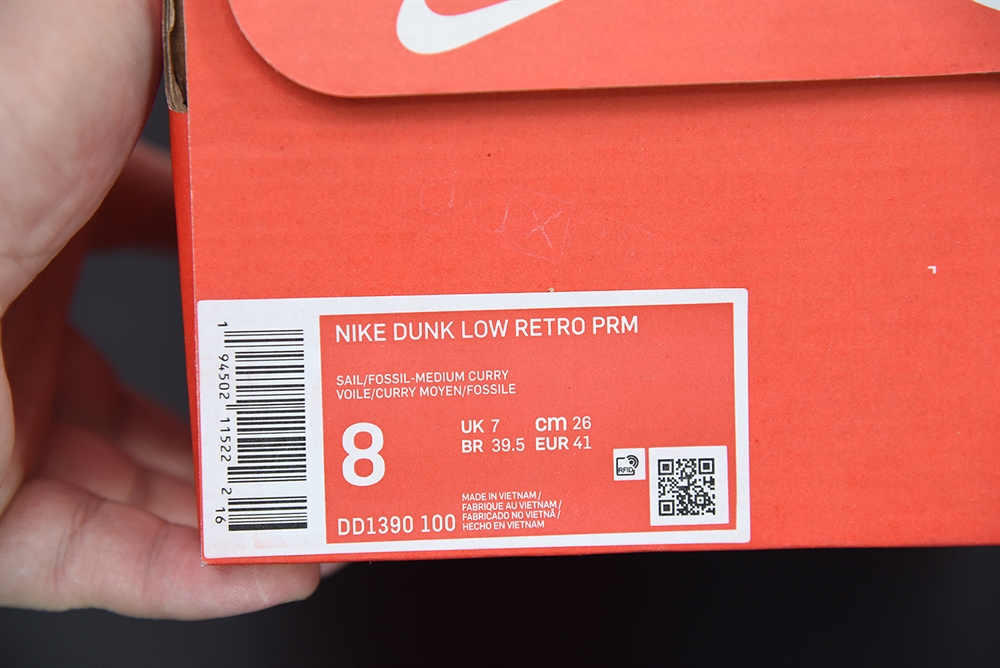 NIKE DUNK LOW RETRO PRM
SAIL/FOSSIL-MEDIUM CURRY
VOILE/CURRY MOYEN/FOSSILE
8
UK 7 cm 26
BR 39.5 EUR 41
RFID
DD1390 100
MADE IN VIETNAM /
FABRIQUE AU VIETNAM /
FABRICADO NO VIETNÃ /
HECHO EN VIETNAM
1 94502 11522 2 16